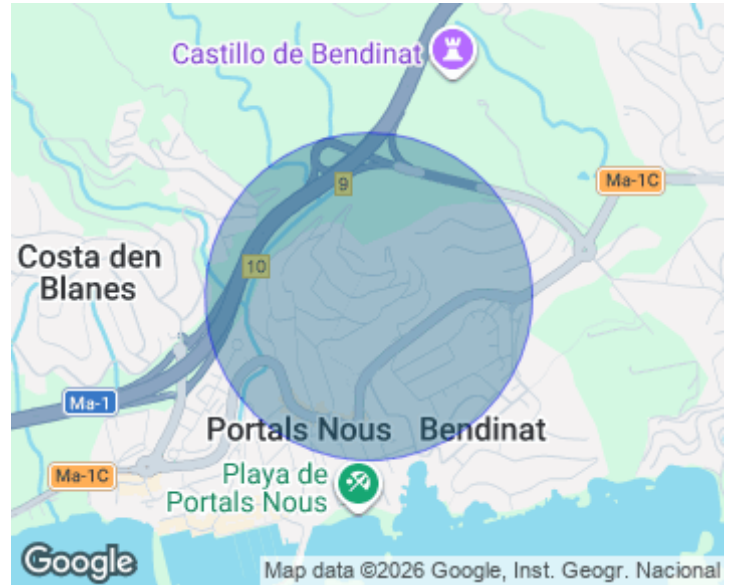 Castillo de Bendinat
9
Ma-1C
Costa den
Blanes
10
Ma-1
Portals Nous
Bendinat
Ma-1C
Playa de
Portals Nous
Google
Map data ©2026 Google, Inst. Geogr. Nacional